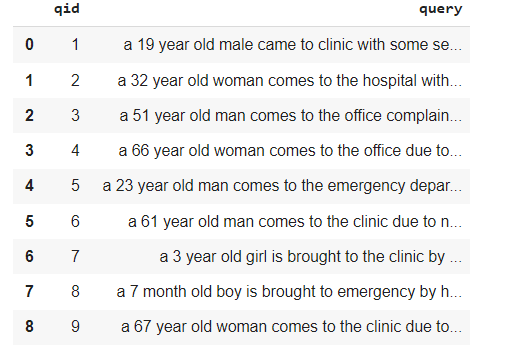 qid query
0 1 a 19 year old male came to clinic with some se...
1 2 a 32 year old woman comes to the hospital with...
2 3 a 51 year old man comes to the office complain...
3 4 a 66 year old woman comes to the office due to...
4 5 a 23 year old man comes to the emergency depar...
5 6 a 61 year old man comes to the clinic due to n...
6 7 a 3 year old girl is brought to the clinic by ...
7 8 a 7 month old boy is brought to emergency by h...
8 9 a 67 year old woman comes to the clinic due to...